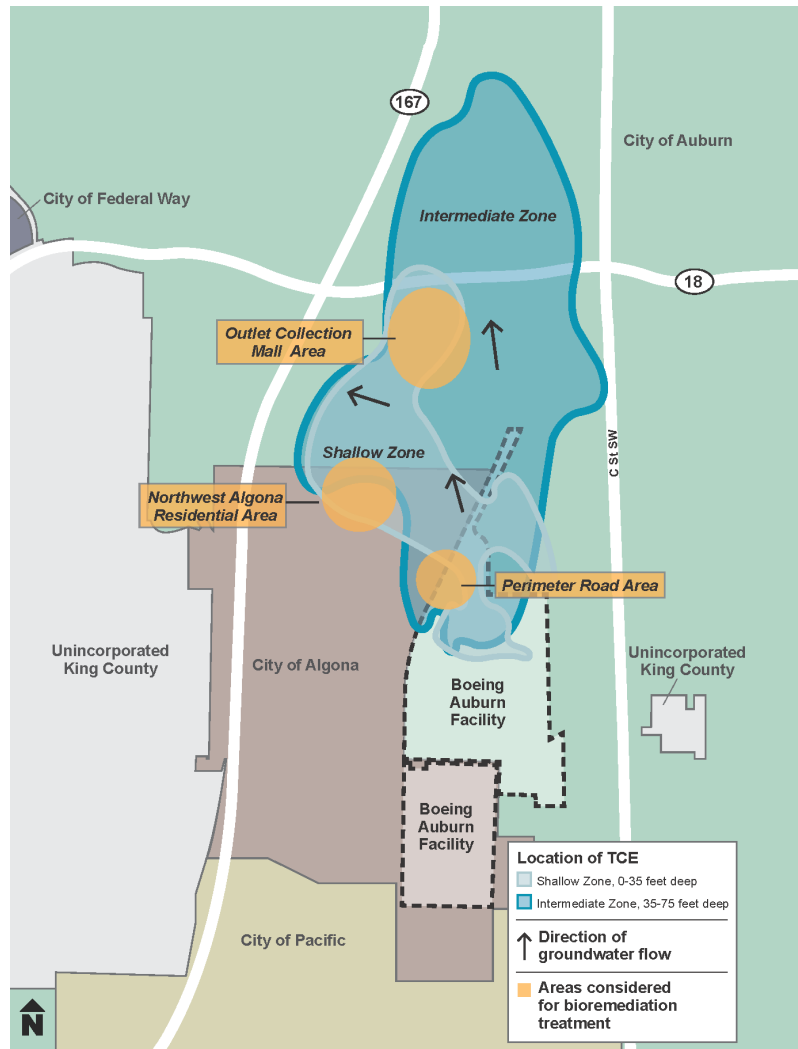 167
City of Auburn
City of Federal Way
Intermediate Zone
18
Outlet Collection
Mall Area
C St SW
Shallow Zone
Northwest Algona
Residential Area
Perimeter Road Area
Unincorporated
King County
City of Algona
Unincorporated
King County
Boeing
Auburn
Facility
Boeing
Auburn
Facility
City of Pacific
Location of TCE
Shallow Zone, 0-35 feet deep
Intermediate Zone, 35-75 feet deep
Direction of
groundwater flow
Areas considered
for bioremediation
treatment
N